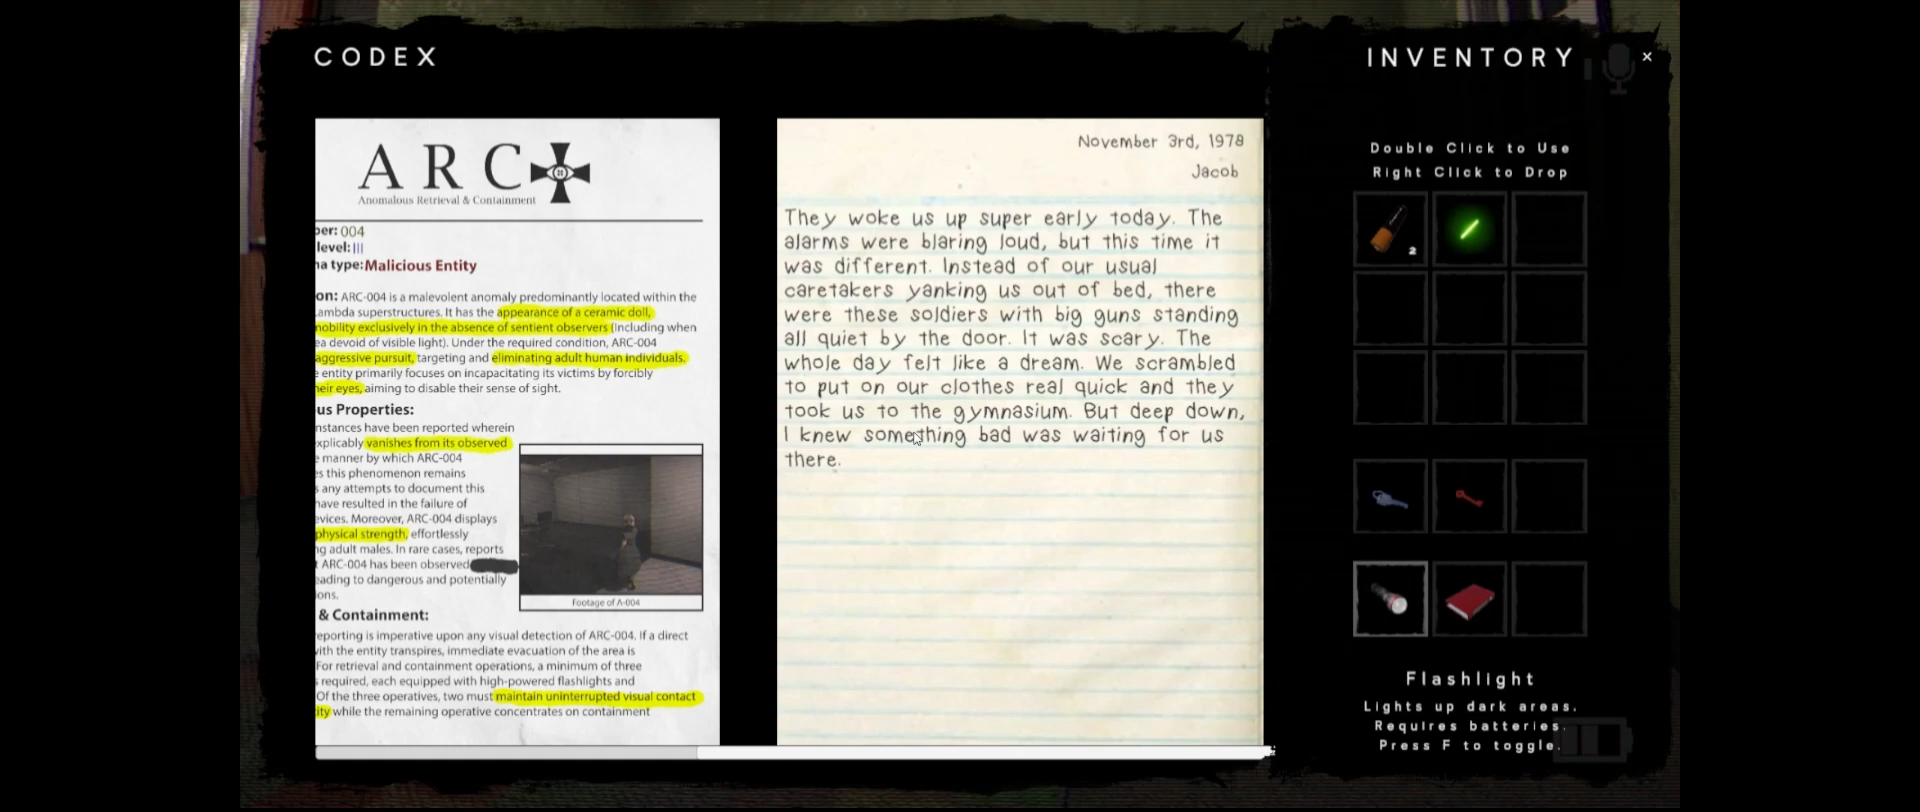 CODEX
ARC
Anomalous Retrieval & Containment
ber: 004
level: III
na type: Malicious Entity
on: ARC-004 is a malevolent anomaly predominantly located within the
ambda superstructures. It has the appearance of a ceramic doll,
mobility exclusively in the absence of sentient observers (including when
ea devoid of visible light). Under the required condition, ARC-004
aggressive pursuit, targeting and eliminating adult human individuals.
e entity primarily focuses on incapacitating its victims by forcibly
heir eyes, aiming to disable their sense of sight.
us Properties:
nstances have been reported wherein
xplicably vanishes from its observed
e manner by which ARC-004
es this phenomenon remains
s any attempts to document this
have resulted in the failure of
evices. Moreover, ARC-004 displays
physical strength, effortlessly
ng adult males. In rare cases, reports
t ARC-004 has been observed
eading to dangerous and potentially
ons.
Footage of A-004
& Containment:
eporting is imperative upon any visual detection of ARC-004. If a direct
with the entity transpires, immediate evacuation of the area is
For retrieval and containment operations, a minimum of three
s required, each equipped with high-powered flashlights and
Of the three operatives, two must maintain uninterrupted visual contact
tity while the remaining operative concentrates on containment
November 3rd, 1978
Jacob
They woke us up super early today. The
alarms were blaring loud, but this time it
was different. Instead of our usual
caretakers yanking us out of bed, there
were these soldiers with big guns standing
all quiet by the door. It was scary. The
whole day felt like a dream. We scrambled
to put on our clothes real quick and they
took us to the gymnasium. But deep down,
I knew something bad was waiting for us
there.
INVENTORY
×
Double Click to Use
Right Click to Drop
2
Flashlight
Lights up dark areas.
Requires batteries.
Press F to toggle.